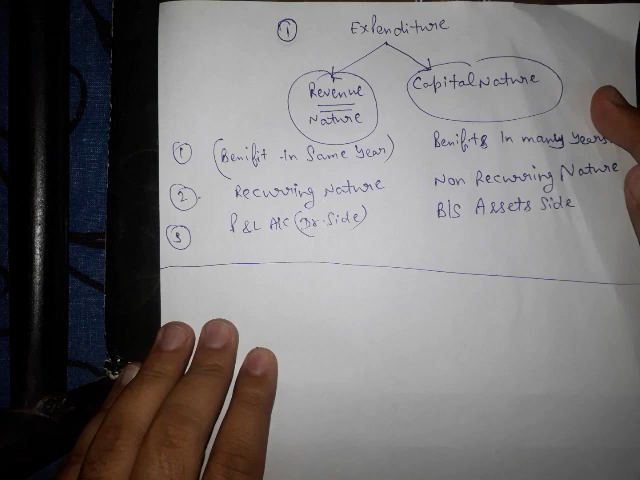 ① Expenditure
Revenue Nature
Capital Nature
① (Benifit in Same Year) Benifits In many years.
②. Recurring Nature Non Recurring Nature
③ P&L A/C (Dr. Side) B/S Assets Side